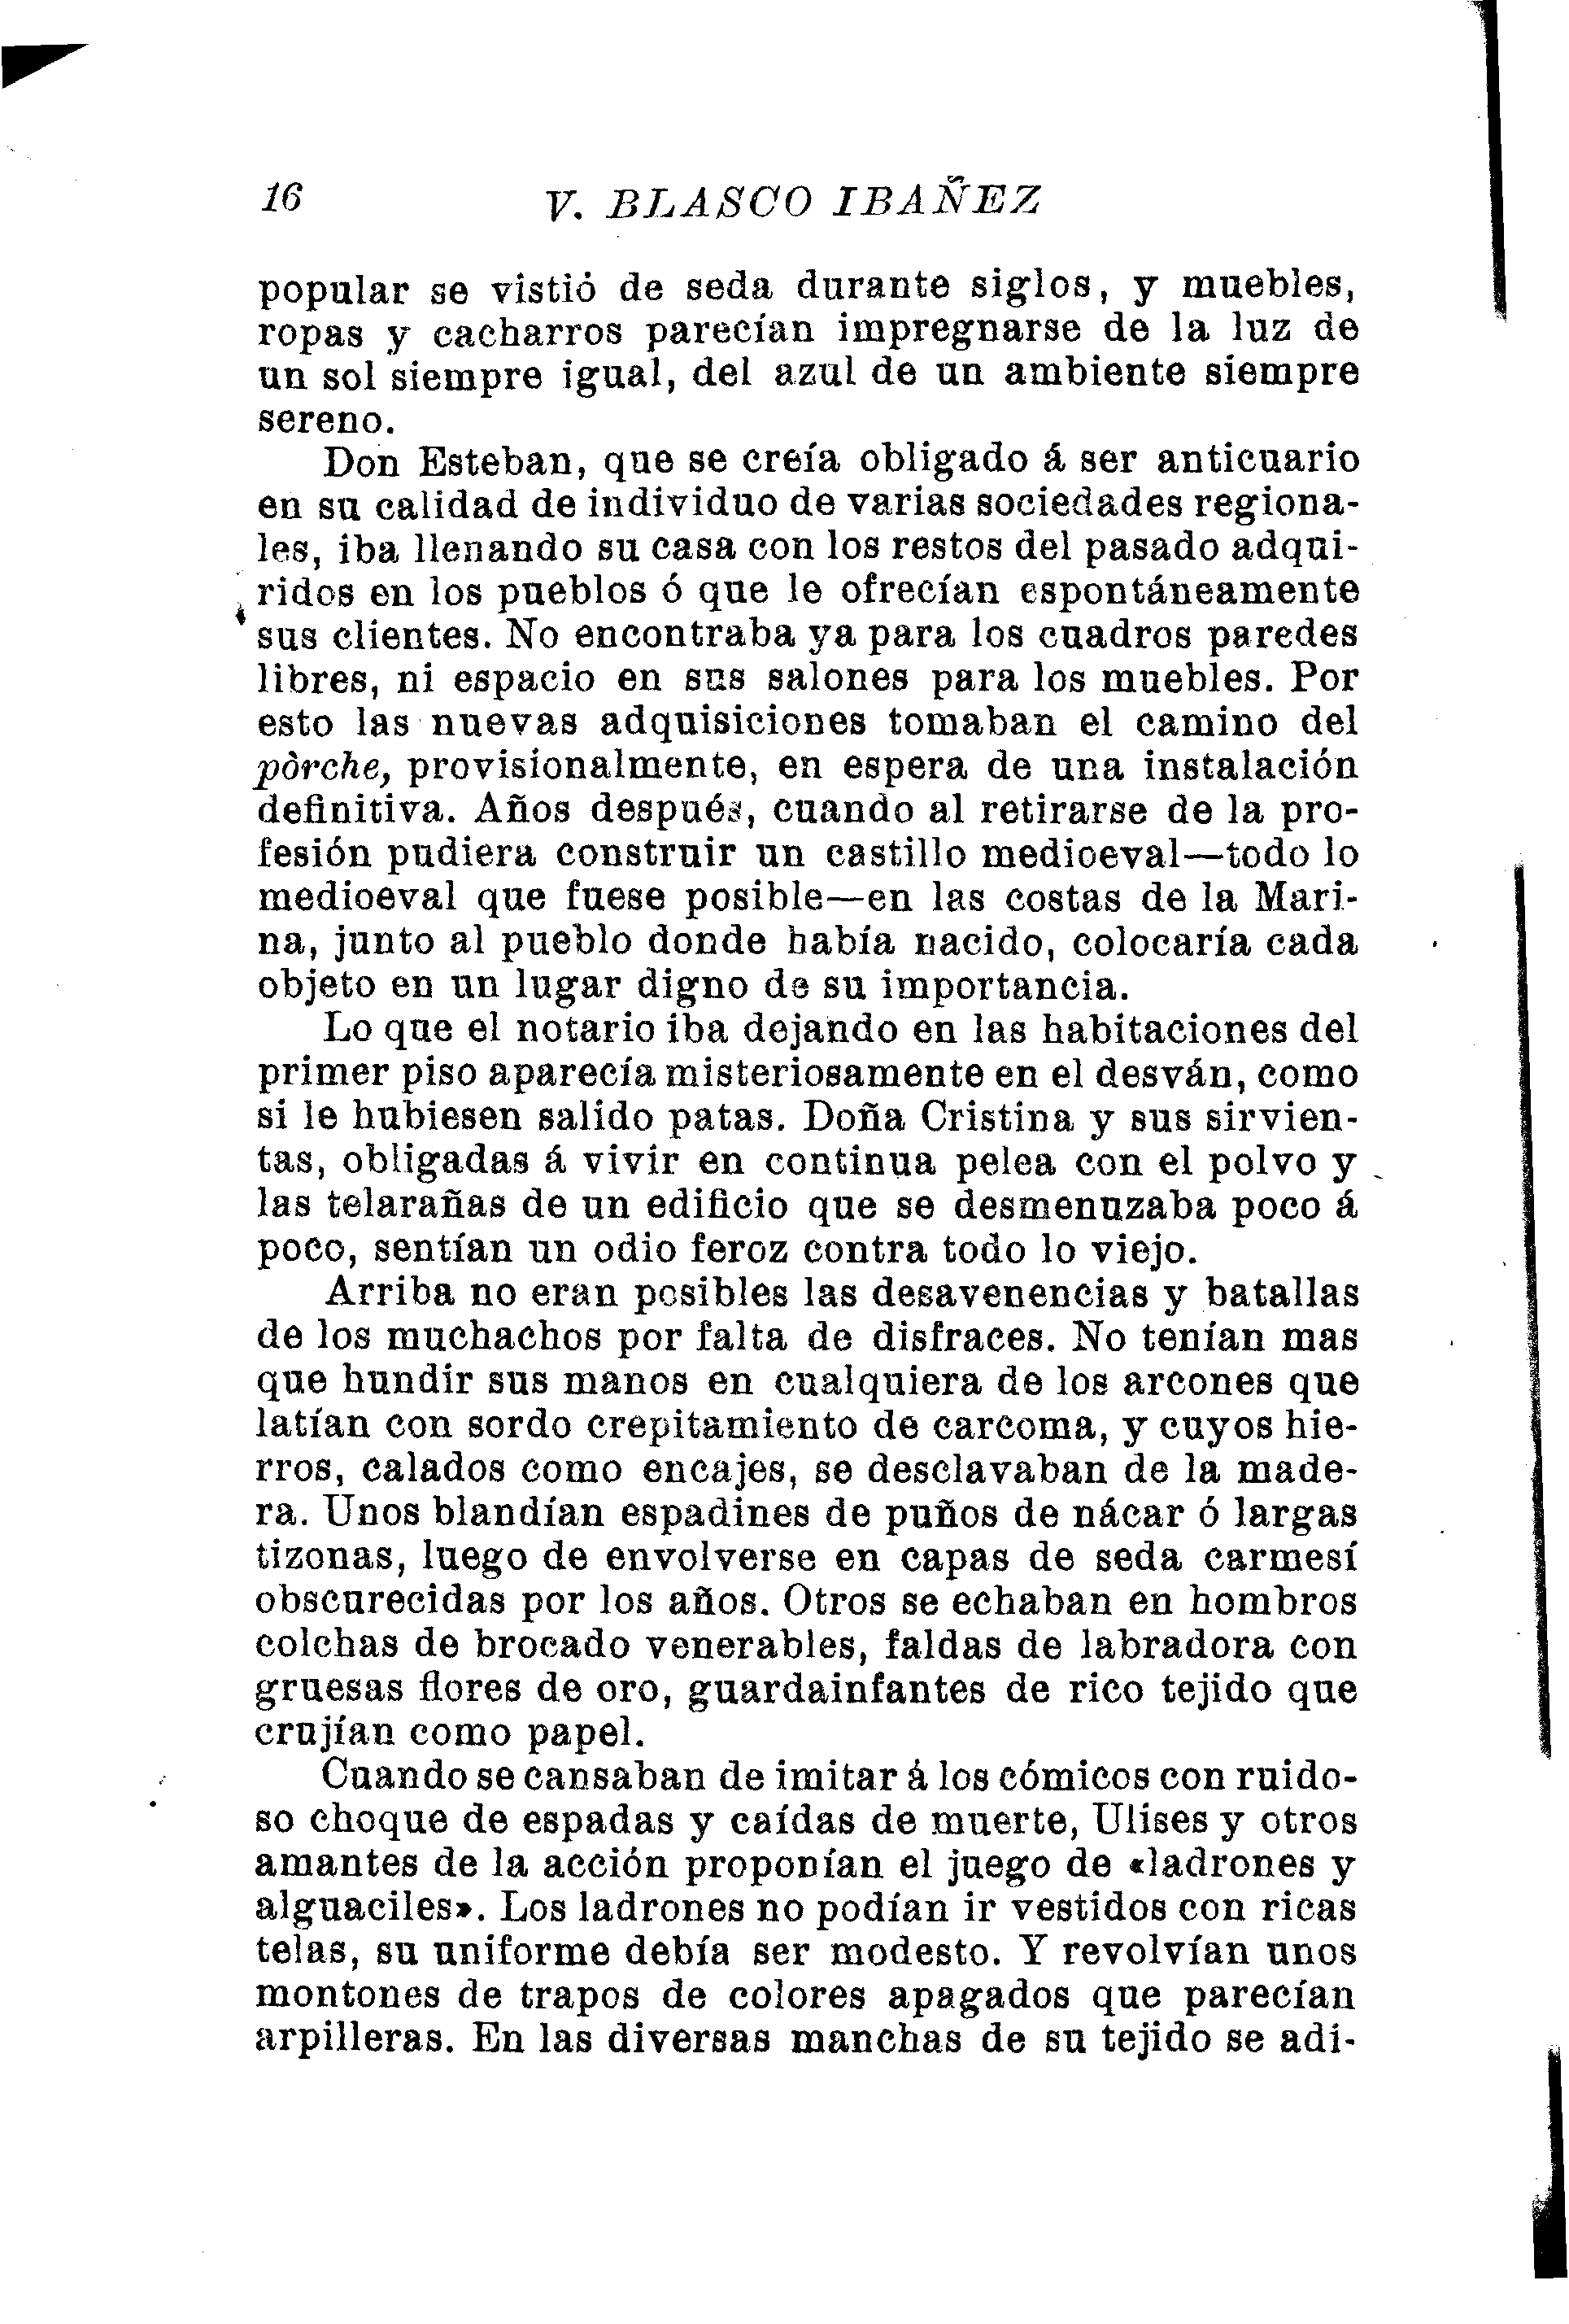 16
V. BLASCO IBAÑEZ
popular se vistió de seda durante siglos, y muebles,
ropas y cacharros parecían impregnarse de la luz de
un sol siempre igual, del azul de un ambiente siempre
sereno.
Don Esteban, que se creía obligado á ser anticuario
en su calidad de individuo de varias sociedades regiona-
les, iba llenando su casa con los restos del pasado adqui-
ridos en los pueblos ó que le ofrecían espontáneamente
sus clientes. No encontraba ya para los cuadros paredes
libres, ni espacio en sus salones para los muebles. Por
esto las nuevas adquisiciones tomaban el camino del
pòrche, provisionalmente, en espera de una instalación
definitiva. Años después, cuando al retirarse de la pro-
fesión pudiera construir un castillo medioeval—todo lo
medioeval que fuese posible—en las costas de la Mari-
na, junto al pueblo donde había nacido, colocaría cada
objeto en un lugar digno de su importancia.
Lo que el notario iba dejando en las habitaciones del
primer piso aparecía misteriosamente en el desván, como
si le hubiesen salido patas. Doña Cristina y sus sirvien-
tas, obligadas á vivir en continua pelea con el polvo y
las telarañas de un edificio que se desmenuzaba poco á
poco, sentían un odio feroz contra todo lo viejo.
Arriba no eran posibles las desavenencias y batallas
de los muchachos por falta de disfraces. No tenían mas
que hundir sus manos en cualquiera de los arcones que
latían con sordo crepitamiento de carcoma, y cuyos hie-
rros, calados como encajes, se desclavaban de la made-
ra. Unos blandían espadines de puños de nácar ó largas
tizonas, luego de envolverse en capas de seda carmesí
obscurecidas por los años. Otros se echaban en hombros
colchas de brocado venerables, faldas de labradora con
gruesas flores de oro, guardainfantes de rico tejido que
crujían como papel.
Cuando se cansaban de imitar á los cómicos con ruido-
so choque de espadas y caídas de muerte, Ulises y otros
amantes de la acción proponían el juego de «ladrones y
alguaciles». Los ladrones no podían ir vestidos con ricas
telas, su uniforme debía ser modesto. Y revolvían unos
montones de trapos de colores apagados que parecían
arpilleras. En las diversas manchas de su tejido se adi-